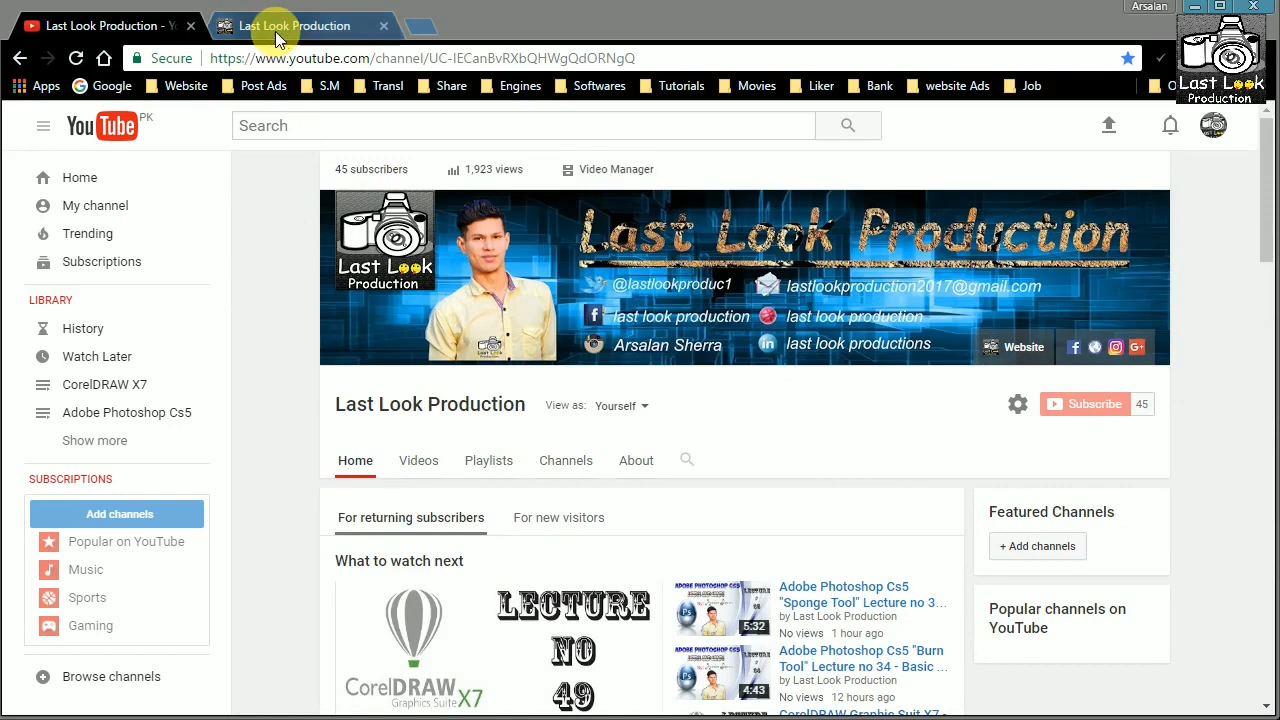 Arsalan
Last Look Production - Yo
Last Look Production
Secure
https://www.youtube.com/channel/UC-IECanBvRXbQHWgQdORNgQ
Apps
Google
Website
Post Ads
S.M
Transl
Share
Engines
Softwares
Tutorials
Movies
Liker
Bank
website Ads
Job
Last Look
Production
YouTube PK
Search
45 subscribers
1,923 views
Video Manager
Home
My channel
Trending
Subscriptions
LIBRARY
History
Watch Later
CorelDRAW X7
Adobe Photoshop Cs5
Show more
SUBSCRIPTIONS
Add channels
Popular on YouTube
Music
Sports
Gaming
Browse channels
Last Look
Production
Last Look Production
@lastlookproduc1
lastlookproduction2017@gmail.com
last look production
last look production
Arsalan Sherra
last look productions
Website
Last Look Production
View as: Yourself
Subscribe 45
Home
Videos
Playlists
Channels
About
For returning subscribers
For new visitors
What to watch next
CorelDRAW X7
Graphics Suite
LECTURE
NO
49
ADOBE PHOTOSHOP CS5
5:32
Adobe Photoshop Cs5
"Sponge Tool" Lecture no 3...
by Last Look Production
No views 1 hour ago
ADOBE PHOTOSHOP CS5
4:43
Adobe Photoshop Cs5 "Burn
Tool" Lecture no 34 - Basic ...
by Last Look Production
No views 12 hours ago
CorelDRAW Graphic Suit X7 -
Featured Channels
+ Add channels
Popular channels on
YouTube